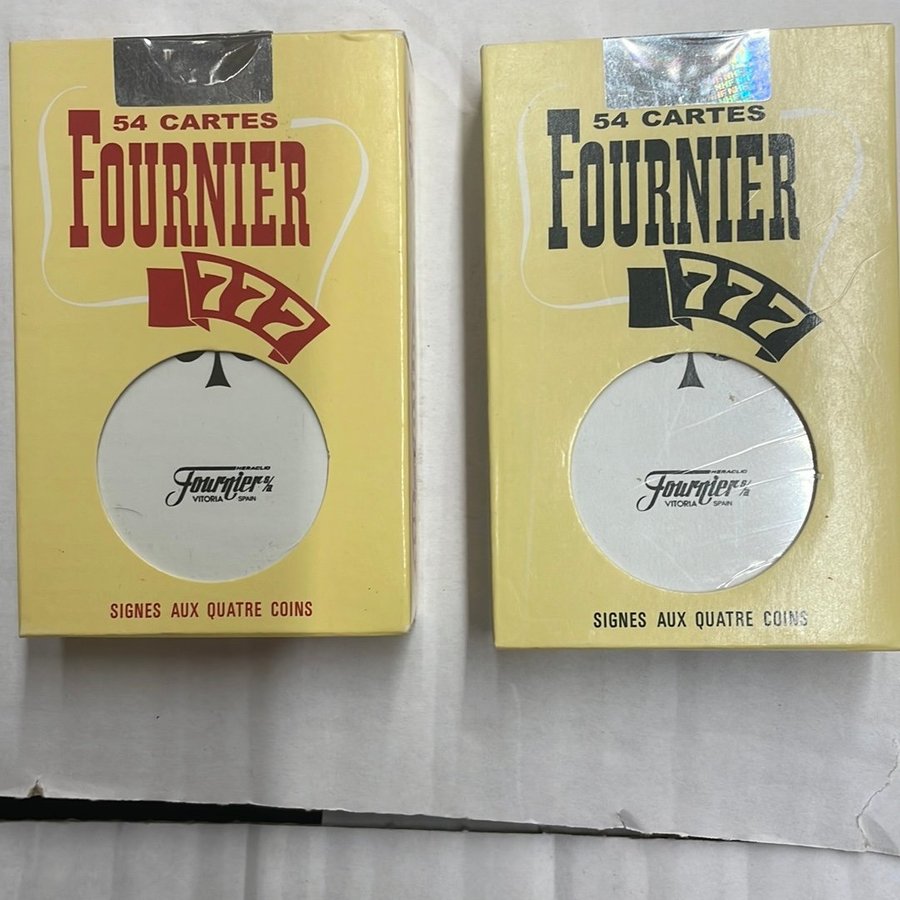 54 CARTES
FOURNIER
777
HERACLIO
Fournier S/A
VITORIA SPAIN
SIGNES AUX QUATRE COINS
54 CARTES
FOURNIER
777
HERACLIO
Fournier S/A
VITORIA SPAIN
SIGNES AUX QUATRE COINS